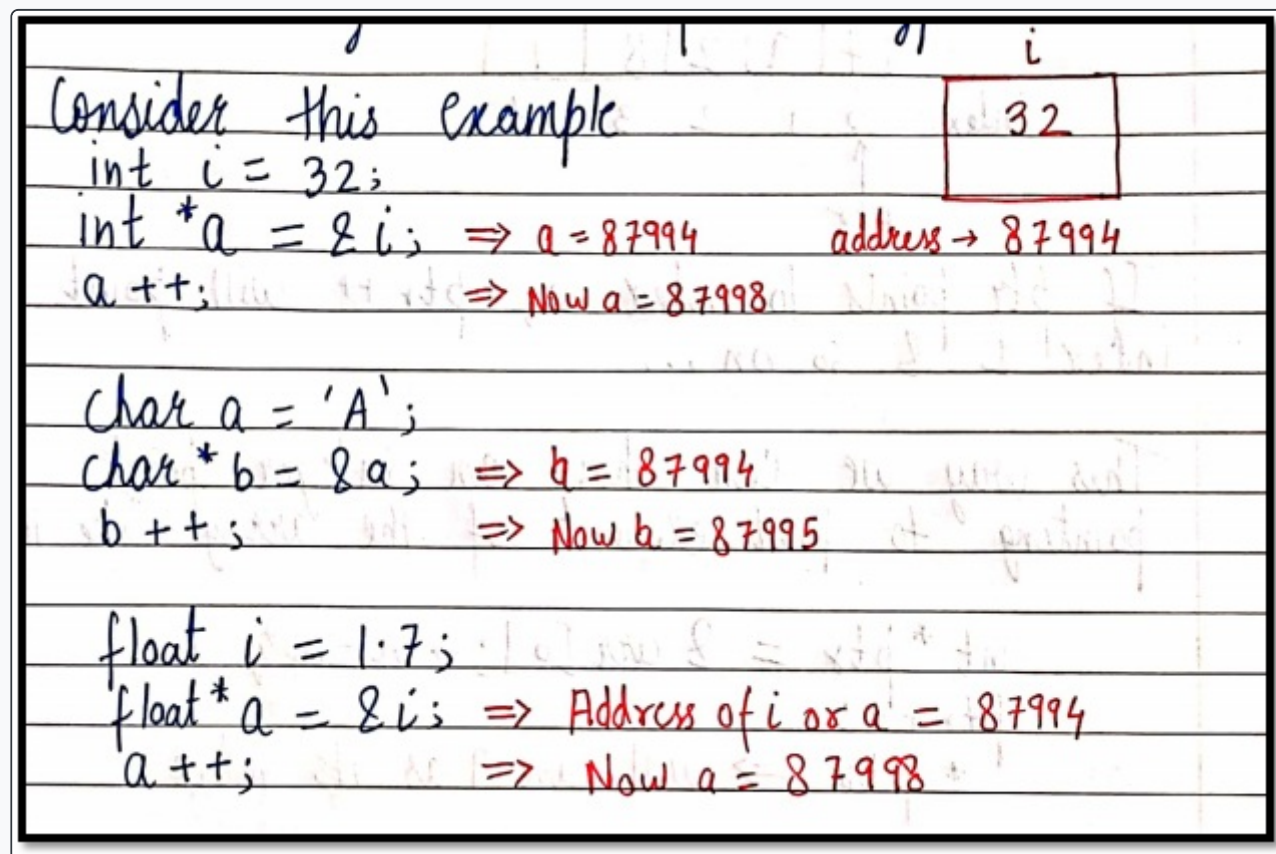 i
Consider this example
32
int i = 32;
int *a = &i; ⇒ a = 87994 address → 87994
a ++; ⇒ Now a = 87998
char a = 'A';
char * b = &a; ⇒ b = 87994
b ++; ⇒ Now b = 87995
float i = 1.7;
float * a = &i; ⇒ Address of i or a = 87994
a ++; ⇒ Now a = 87998